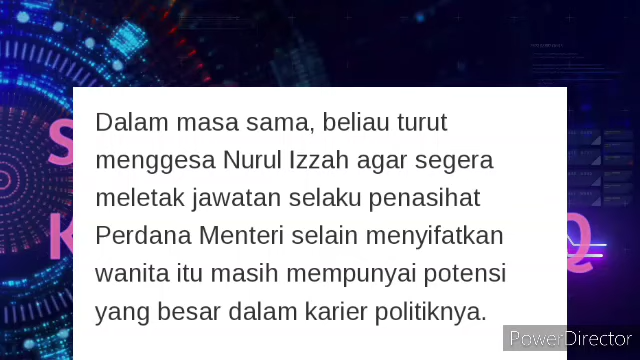 Dalam masa sama, beliau turut
menggesa Nurul Izzah agar segera
meletak jawatan selaku penasihat
Perdana Menteri selain menyifatkan
wanita itu masih mempunyai potensi
yang besar dalam karier politiknya.
S
K
Q
PowerDirector